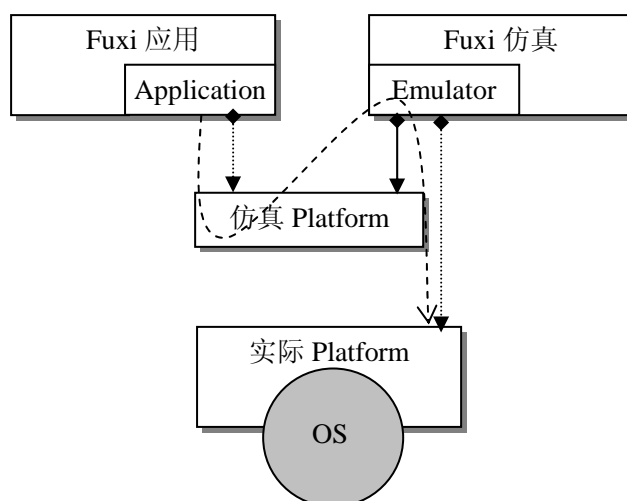 Fuxi 应用
Application
Fuxi 仿真
Emulator
仿真 Platform
实际 Platform
OS